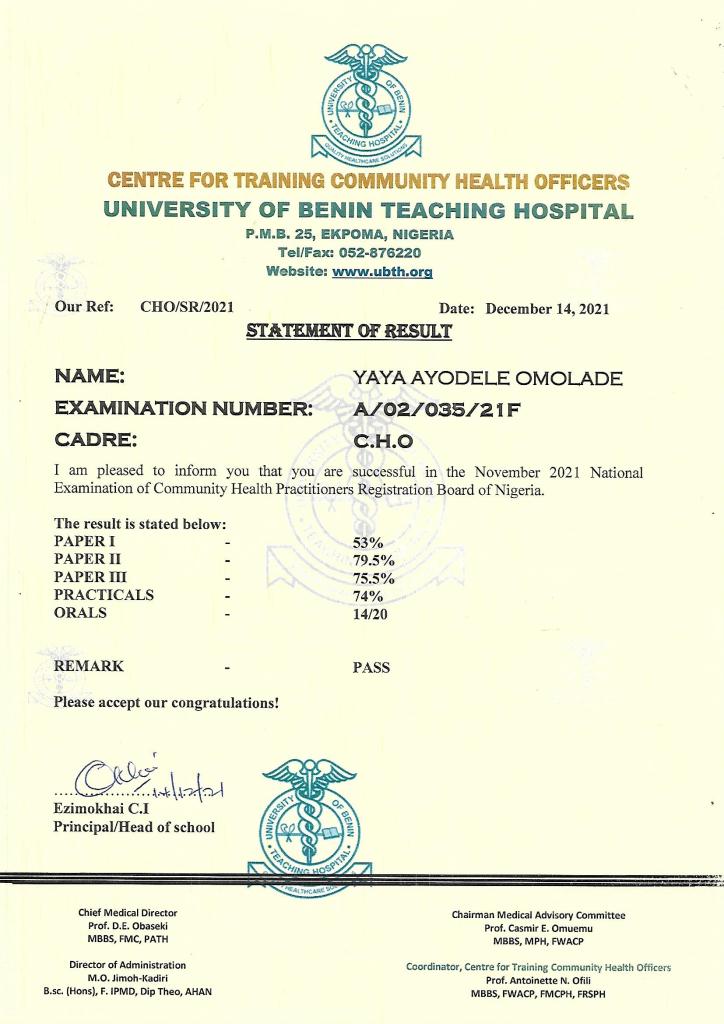 UNIVERSITY OF BENIN
TEACHING HOSPITAL
QUALITY HEALTHCARE SOLUTIONS
CENTRE FOR TRAINING COMMUNITY HEALTH OFFICERS
UNIVERSITY OF BENIN TEACHING HOSPITAL
P.M.B. 25, EKPOMA, NIGERIA
Tel/Fax: 052-876220
Website: www.ubth.org
Our Ref: CHO/SR/2021 Date: December 14, 2021
STATEMENT OF RESULT
NAME: YAYA AYODELE OMOLADE
EXAMINATION NUMBER: A/02/035/21F
CADRE: C.H.O
I am pleased to inform you that you are successful in the November 2021 National
Examination of Community Health Practitioners Registration Board of Nigeria.
The result is stated below:
PAPER I - 53%
PAPER II - 79.5%
PAPER III - 75.5%
PRACTICALS - 74%
ORALS - 14/20
REMARK - PASS
Please accept our congratulations!
14/12/21
Ezimokhai C.I
Principal/Head of school
UNIVERSITY OF BENIN
TEACHING HOSPITAL
Chief Medical Director
Prof. D.E. Obaseki
MBBS, FMC, PATH
Chairman Medical Advisory Committee
Prof. Casmir E. Omuemu
MBBS, MPH, FWACP
Director of Administration
M.O. Jimoh-Kadiri
B.sc. (Hons), F. IPMD, Dip Theo, AHAN
Coordinator, Centre for Training Community Health Officers
Prof. Antoinette N. Ofili
MBBS, FWACP, FMCPH, FRSPH